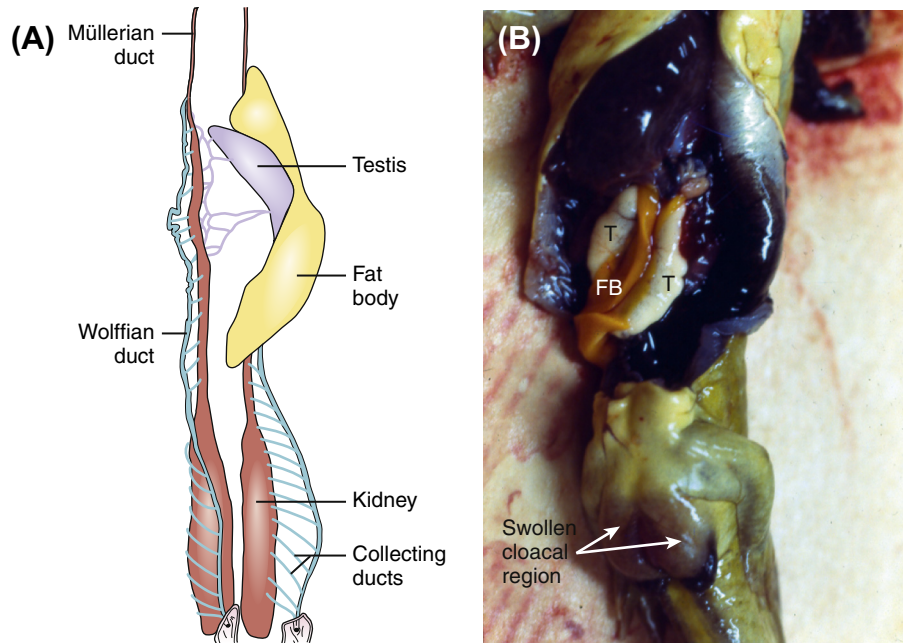 (A)
Müllerian
duct
Testis
Fat
body
Wolffian
duct
Kidney
Collecting
ducts
(B)
T
T
FB
Swollen
cloacal
region